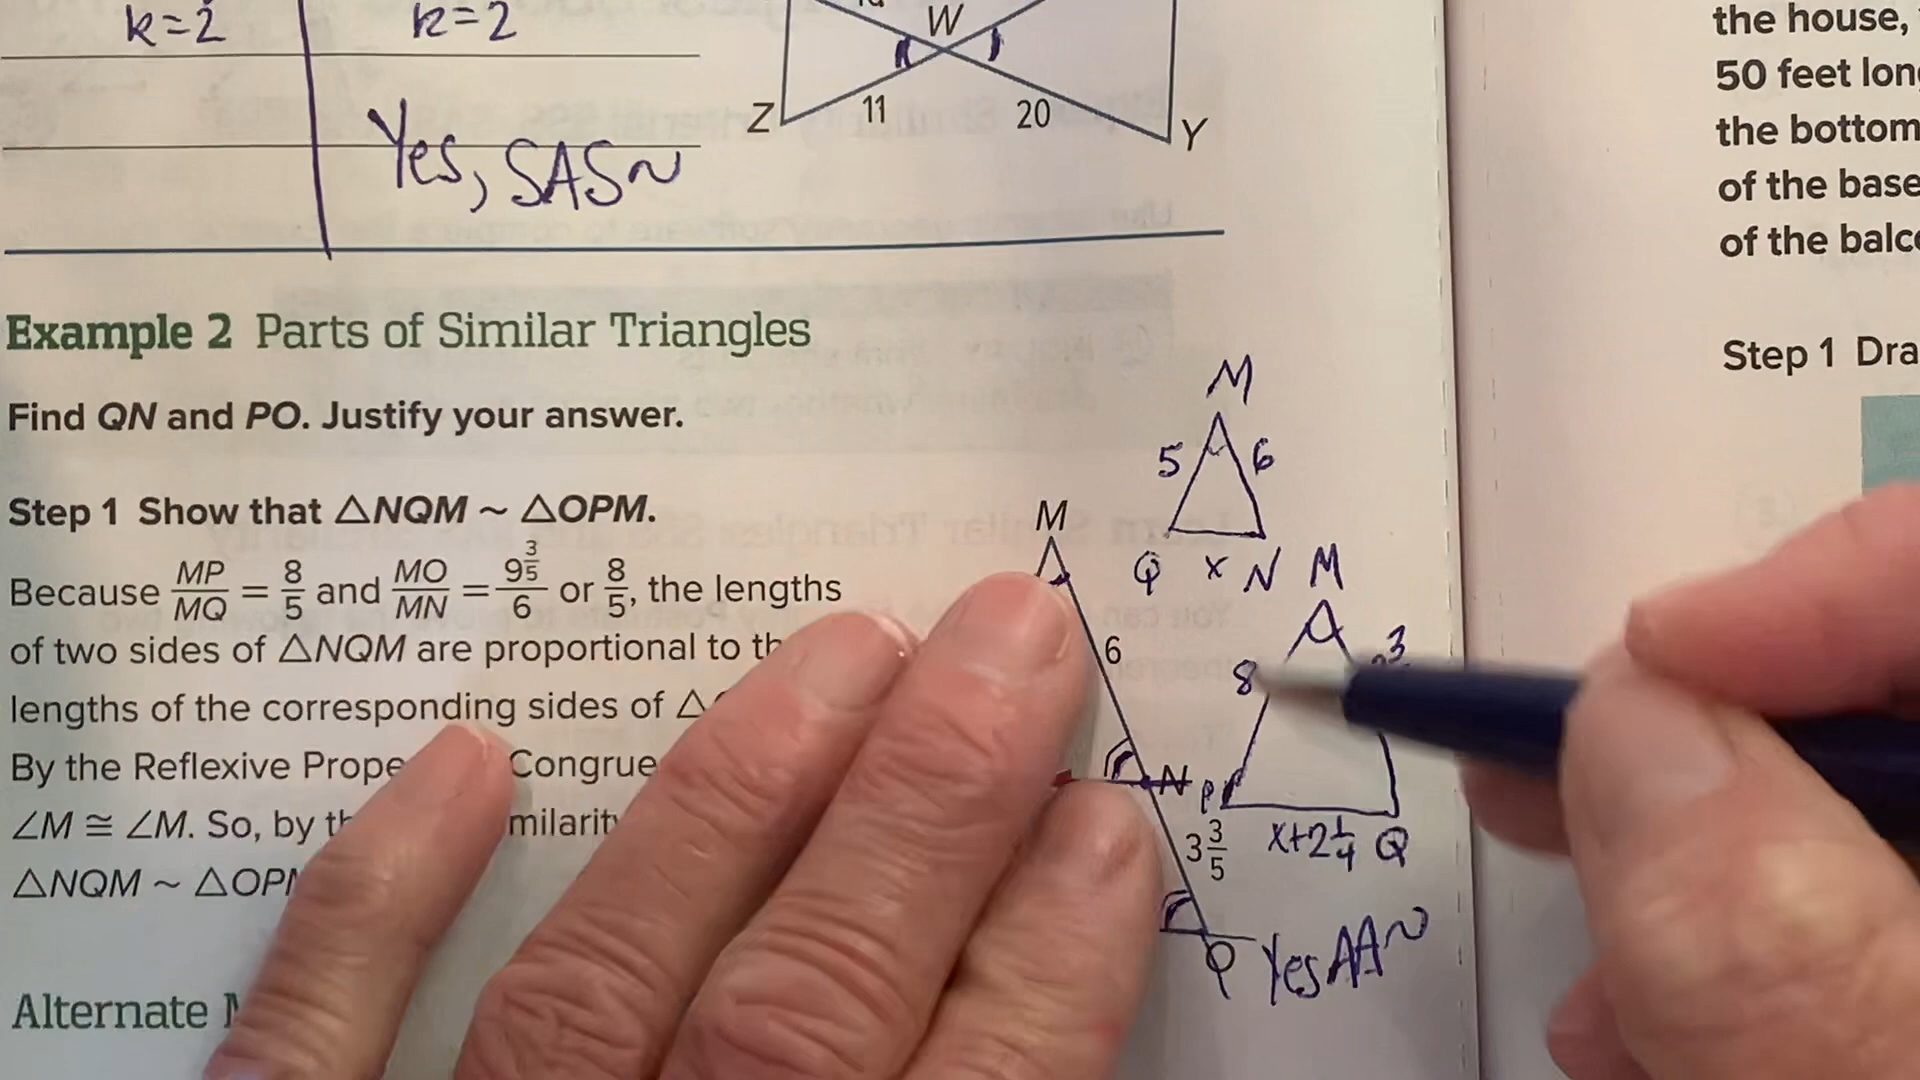 k=2
k=2
W
Z
11
20
Y
Yes, SAS~
the house,
50 feet long
the bottom
of the base
of the balc
Example 2 Parts of Similar Triangles
Find QN and PO. Justify your answer.
Step 1 Dra
M
5
6
Q x N
Step 1 Show that △NQM ~ △OPM.
M
6
N
3 3/5
Q
Because MP/MQ = 8/5 and MO/MN = 9 3/5 / 6 or 8/5, the lengths
of two sides of △NQM are proportional to th
lengths of the corresponding sides of △
By the Reflexive Prope Congrue
∠M ≅ ∠M. So, by th milarity
△NQM ~ △OPM
M
8
3
P
x+2 1/4 Q
Yes AA~
Alternate M